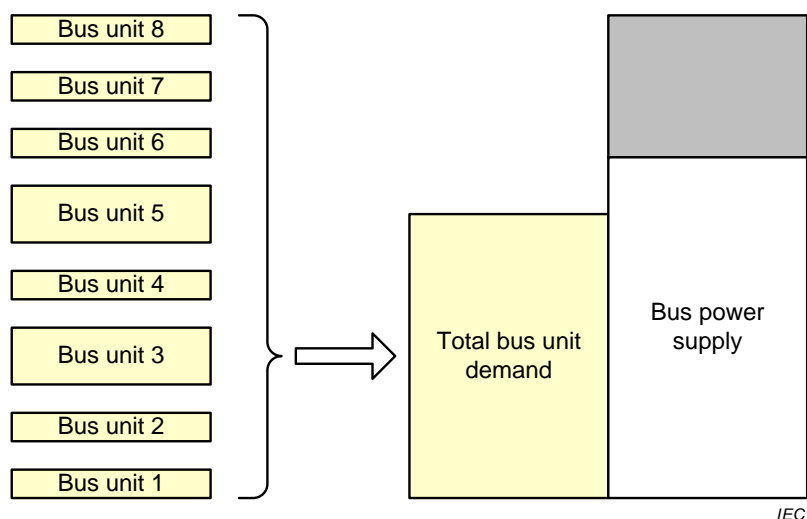 Bus unit 8
Bus unit 7
Bus unit 6
Bus unit 5
Bus unit 4
Bus unit 3
Bus unit 2
Bus unit 1
Total bus unit
demand
Bus power
supply
IEC